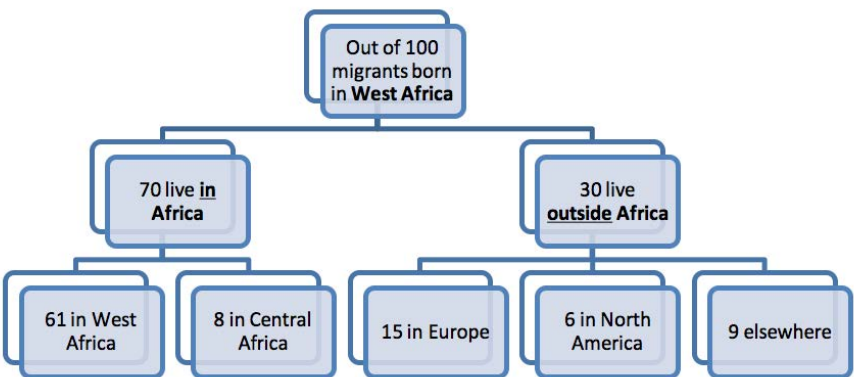 Out of 100
migrants born
in West Africa
70 live in
Africa
30 live
outside Africa
61 in West
Africa
8 in Central
Africa
15 in Europe
6 in North
America
9 elsewhere